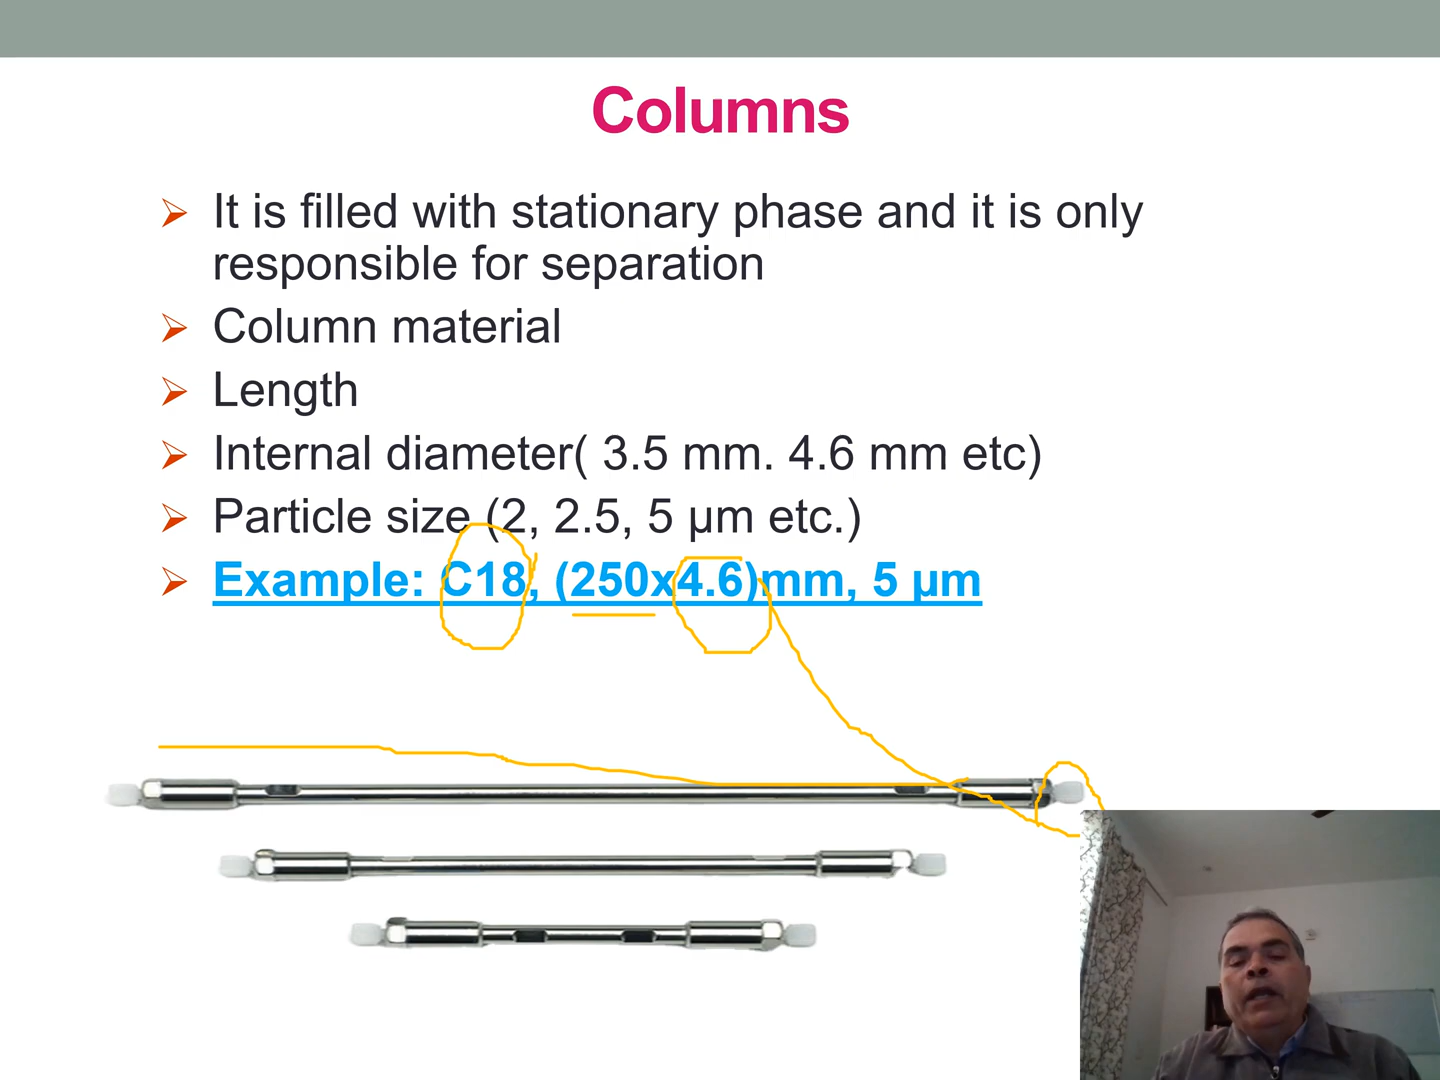 Columns
It is filled with stationary phase and it is only
responsible for separation
Column material
Length
Internal diameter( 3.5 mm. 4.6 mm etc)
Particle size (2, 2.5, 5 µm etc.)
Example: C18, (250x4.6)mm, 5 µm